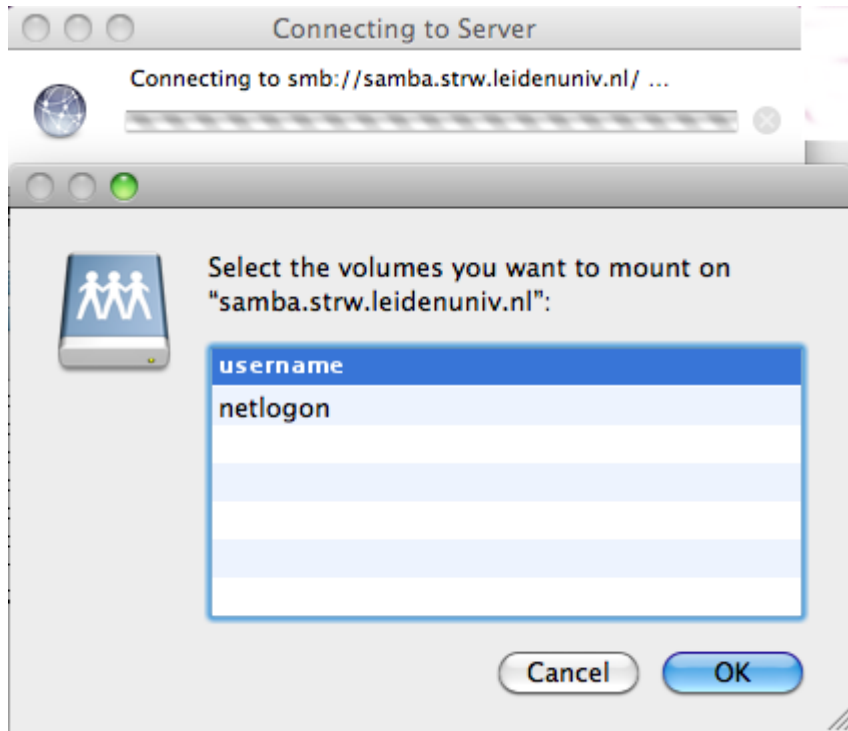 Connecting to Server
Connecting to smb://samba.strw.leidenuniv.nl/ ...
Select the volumes you want to mount on
“samba.strw.leidenuniv.nl”:
username
netlogon
Cancel OK